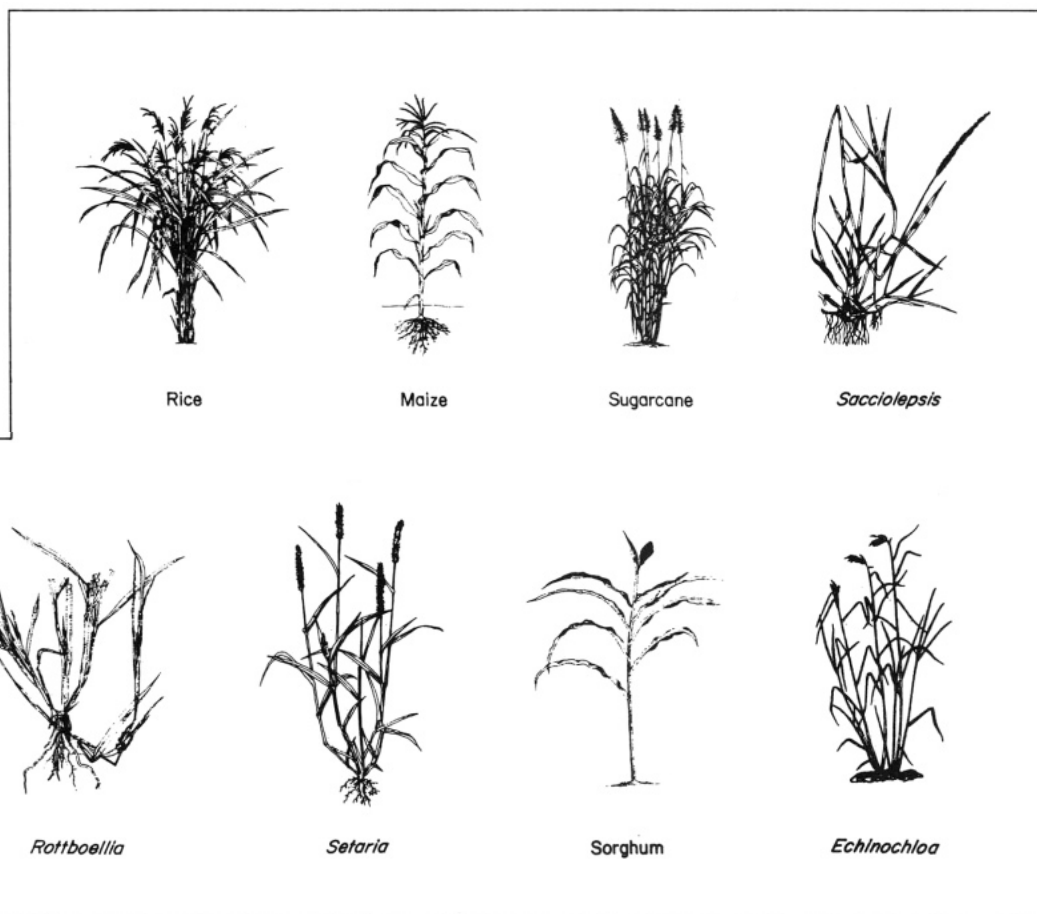 Rice
Maize
Sugarcane
Sacciolepsis
Rottboellia
Setaria
Sorghum
Echinochloa